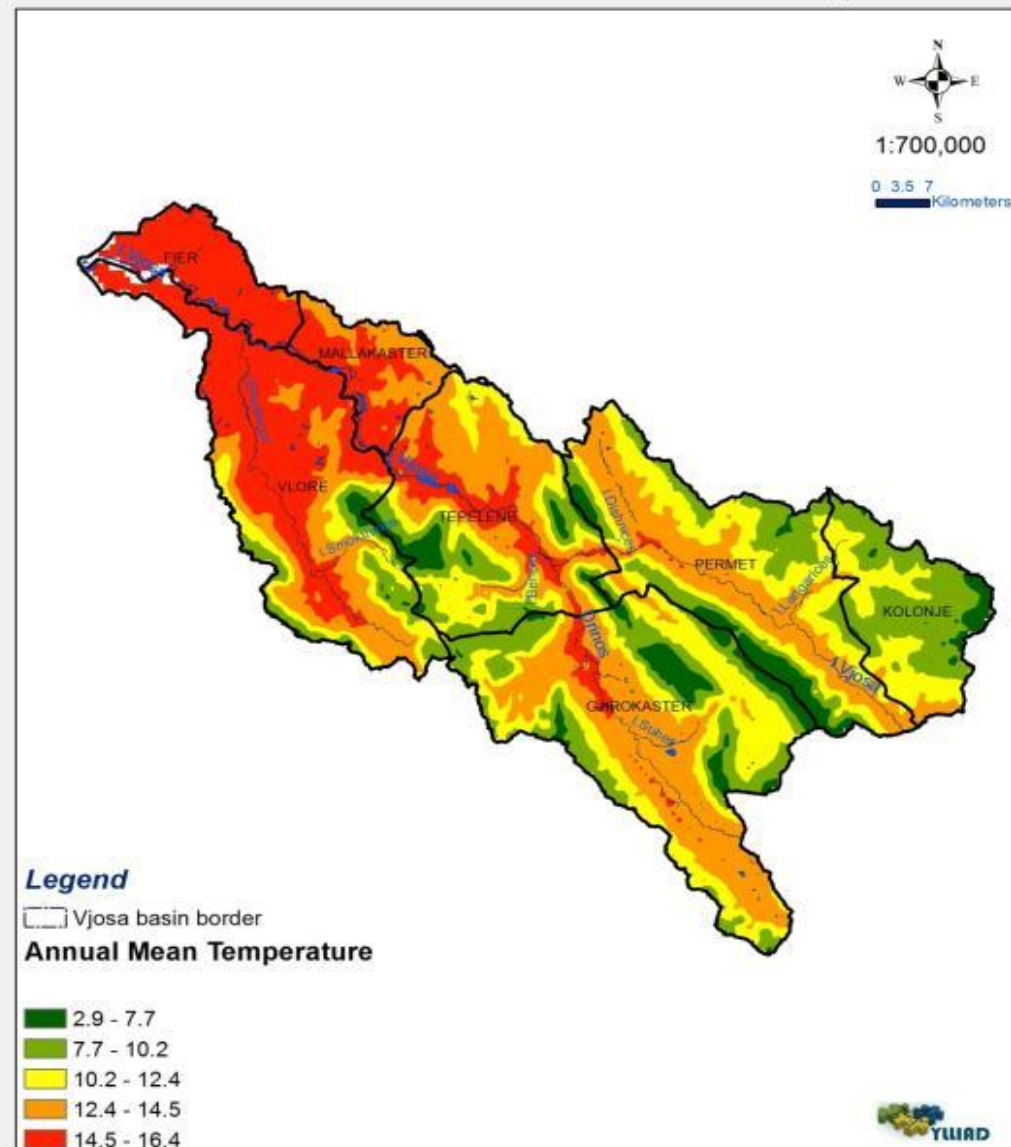 N
W E
S
1:700,000
0 3.5 7
Kilometers
FIER
MALLAKASTER
VLORE
TEPELENE
PERMET
KOLONJE
Drinos
l.Vjosa
GJIROKASTER
Legend
Vjosa basin border
Annual Mean Temperature
2.9 - 7.7
7.7 - 10.2
10.2 - 12.4
12.4 - 14.5
14.5 - 16.4
YLLIAD